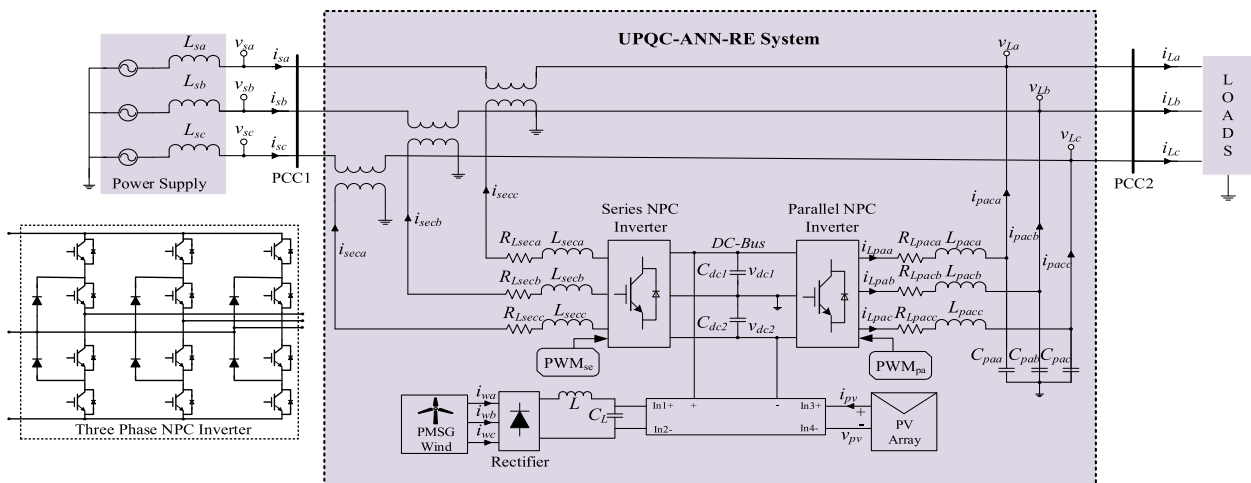 UPQC-ANN-RE System
L_sa
v_sa
i_sa
L_sb
v_sb
i_sb
L_sc
v_sc
i_sc
Power Supply
PCC1
v_La
v_Lb
v_Lc
i_La
i_Lb
i_Lc
PCC2
LOADS
i_seca
i_secb
i_secc
R_Lseca
L_seca
R_Lsecb
L_secb
R_Lsecc
L_secc
Series NPC
Inverter
PWM_se
DC-Bus
C_dc1
v_dc1
C_dc2
v_dc2
Parallel NPC
Inverter
PWM_pa
i_Lpaa
R_Lpaca
L_paca
i_Lpab
R_Lpacb
L_pacb
i_Lpac
R_Lpacc
L_pacc
i_paca
i_pacb
i_pacc
C_paa
C_pab
C_pac
PMSG
Wind
i_wa
i_wb
i_wc
Rectifier
L
C_L
In1+
In2-
+
-
In3+
In4-
i_pv
+
-
v_pv
PV
Array
Three Phase NPC Inverter